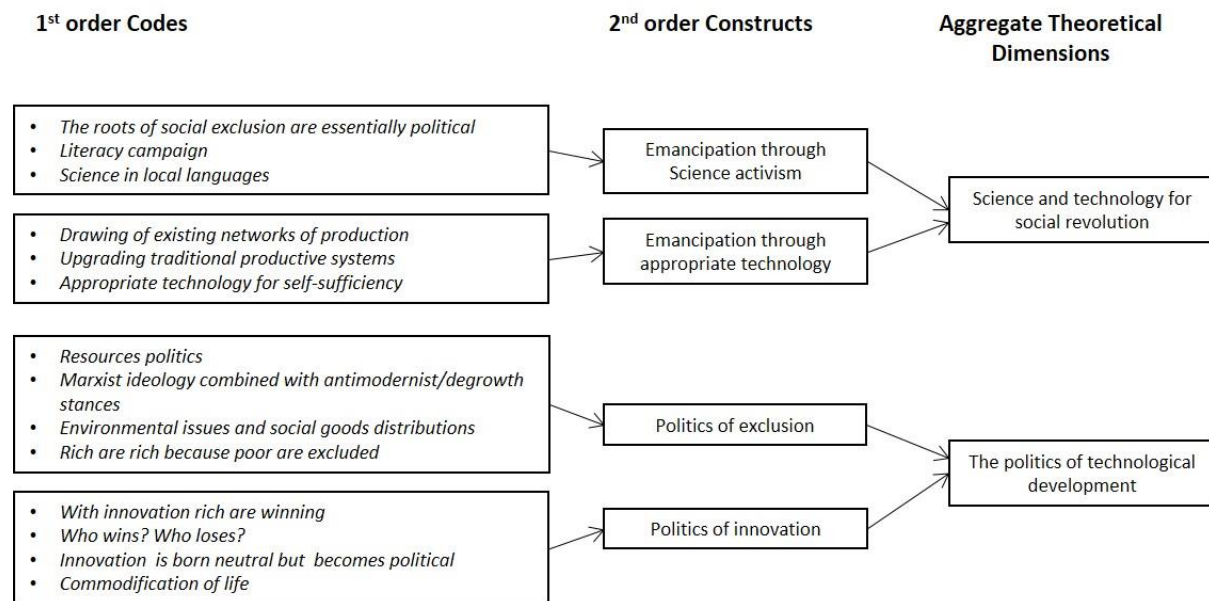 1st order Codes
2nd order Constructs
Aggregate Theoretical
Dimensions
• The roots of social exclusion are essentially political
• Literacy campaign
• Science in local languages
Emancipation through
Science activism
• Drawing of existing networks of production
• Upgrading traditional productive systems
• Appropriate technology for self-sufficiency
Emancipation through
appropriate technology
Science and technology for
social revolution
• Resources politics
• Marxist ideology combined with antimodernist/degrowth
stances
• Environmental issues and social goods distributions
• Rich are rich because poor are excluded
Politics of exclusion
• With innovation rich are winning
• Who wins? Who loses?
• Innovation is born neutral but becomes political
• Commodification of life
Politics of innovation
The politics of technological
development